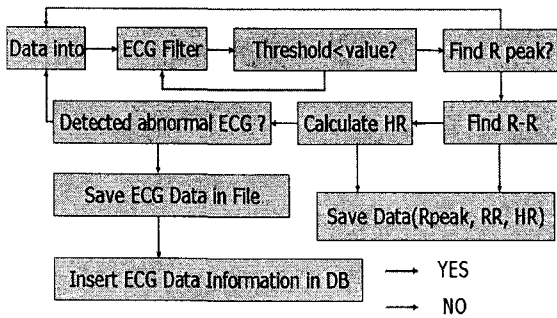 Data into
ECG Filter
Threshold<value?
Find R peak?
Detected abnormal ECG ?
Calculate HR
Find R-R
Save ECG Data in File
Save Data(Rpeak, RR, HR)
Insert ECG Data Information in DB
YES
NO